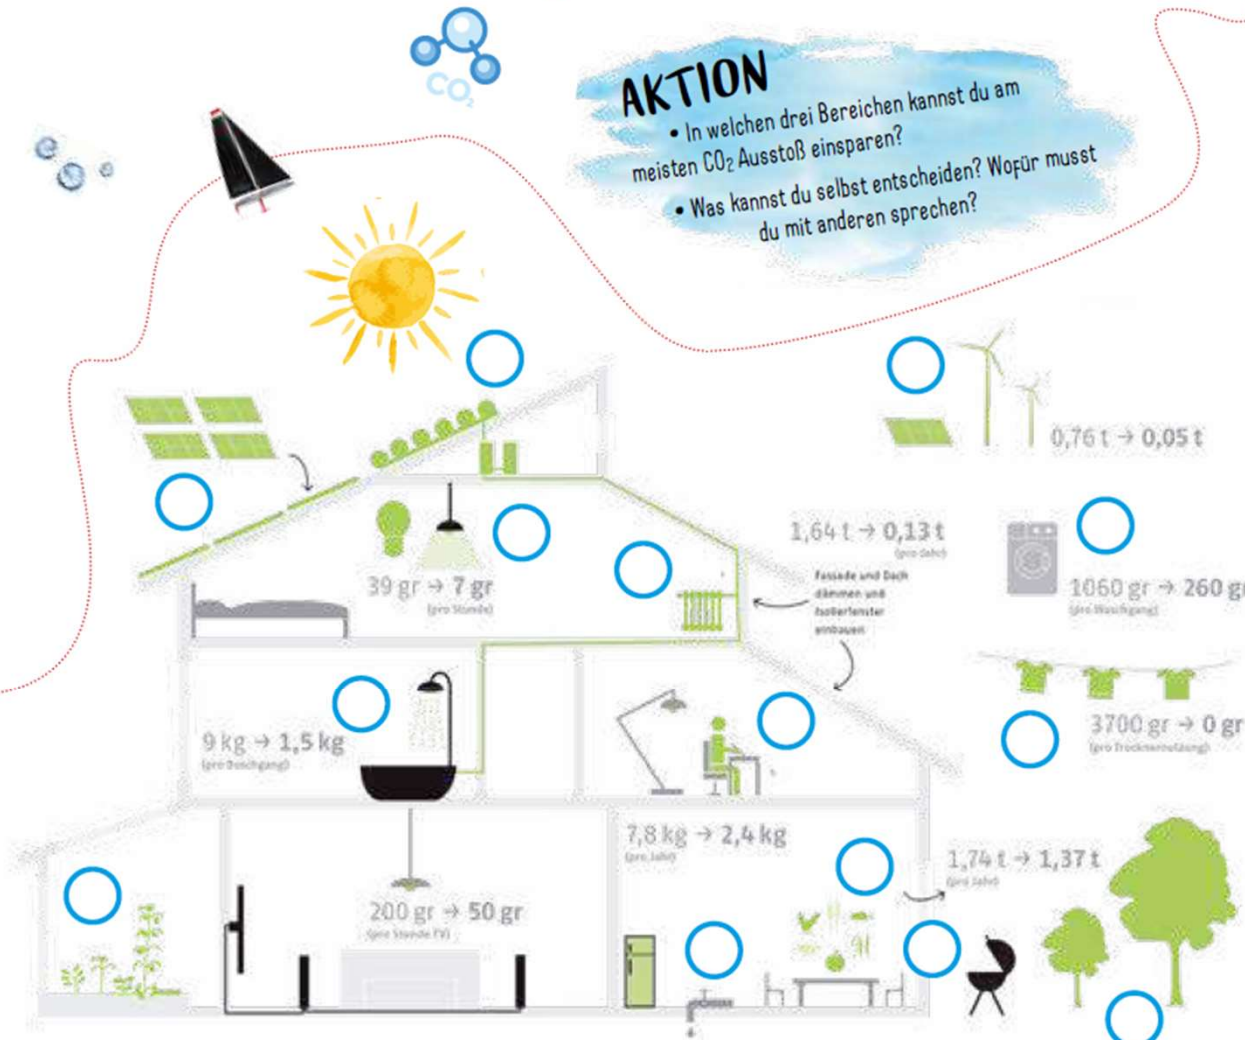 CO₂
AKTION
• In welchen drei Bereichen kannst du am
meisten CO₂ Ausstoß einsparen?
• Was kannst du selbst entscheiden? Wofür musst
du mit anderen sprechen?
0,76 t → 0,05 t
1,64 t → 0,13 t
(pro Jahr)
Fassade und Dach
dämmen und
Isolierfenster
einbauen
39 gr → 7 gr
(pro Stunde)
1060 gr → 260 gr
(pro Waschgang)
3700 gr → 0 gr
(pro Trocknernutzung)
9 kg → 1,5 kg
(pro Duschgang)
7,8 kg → 2,4 kg
(pro Jahr)
1,74 t → 1,37 t
(pro Jahr)
200 gr → 50 gr
(pro Stunde TV)